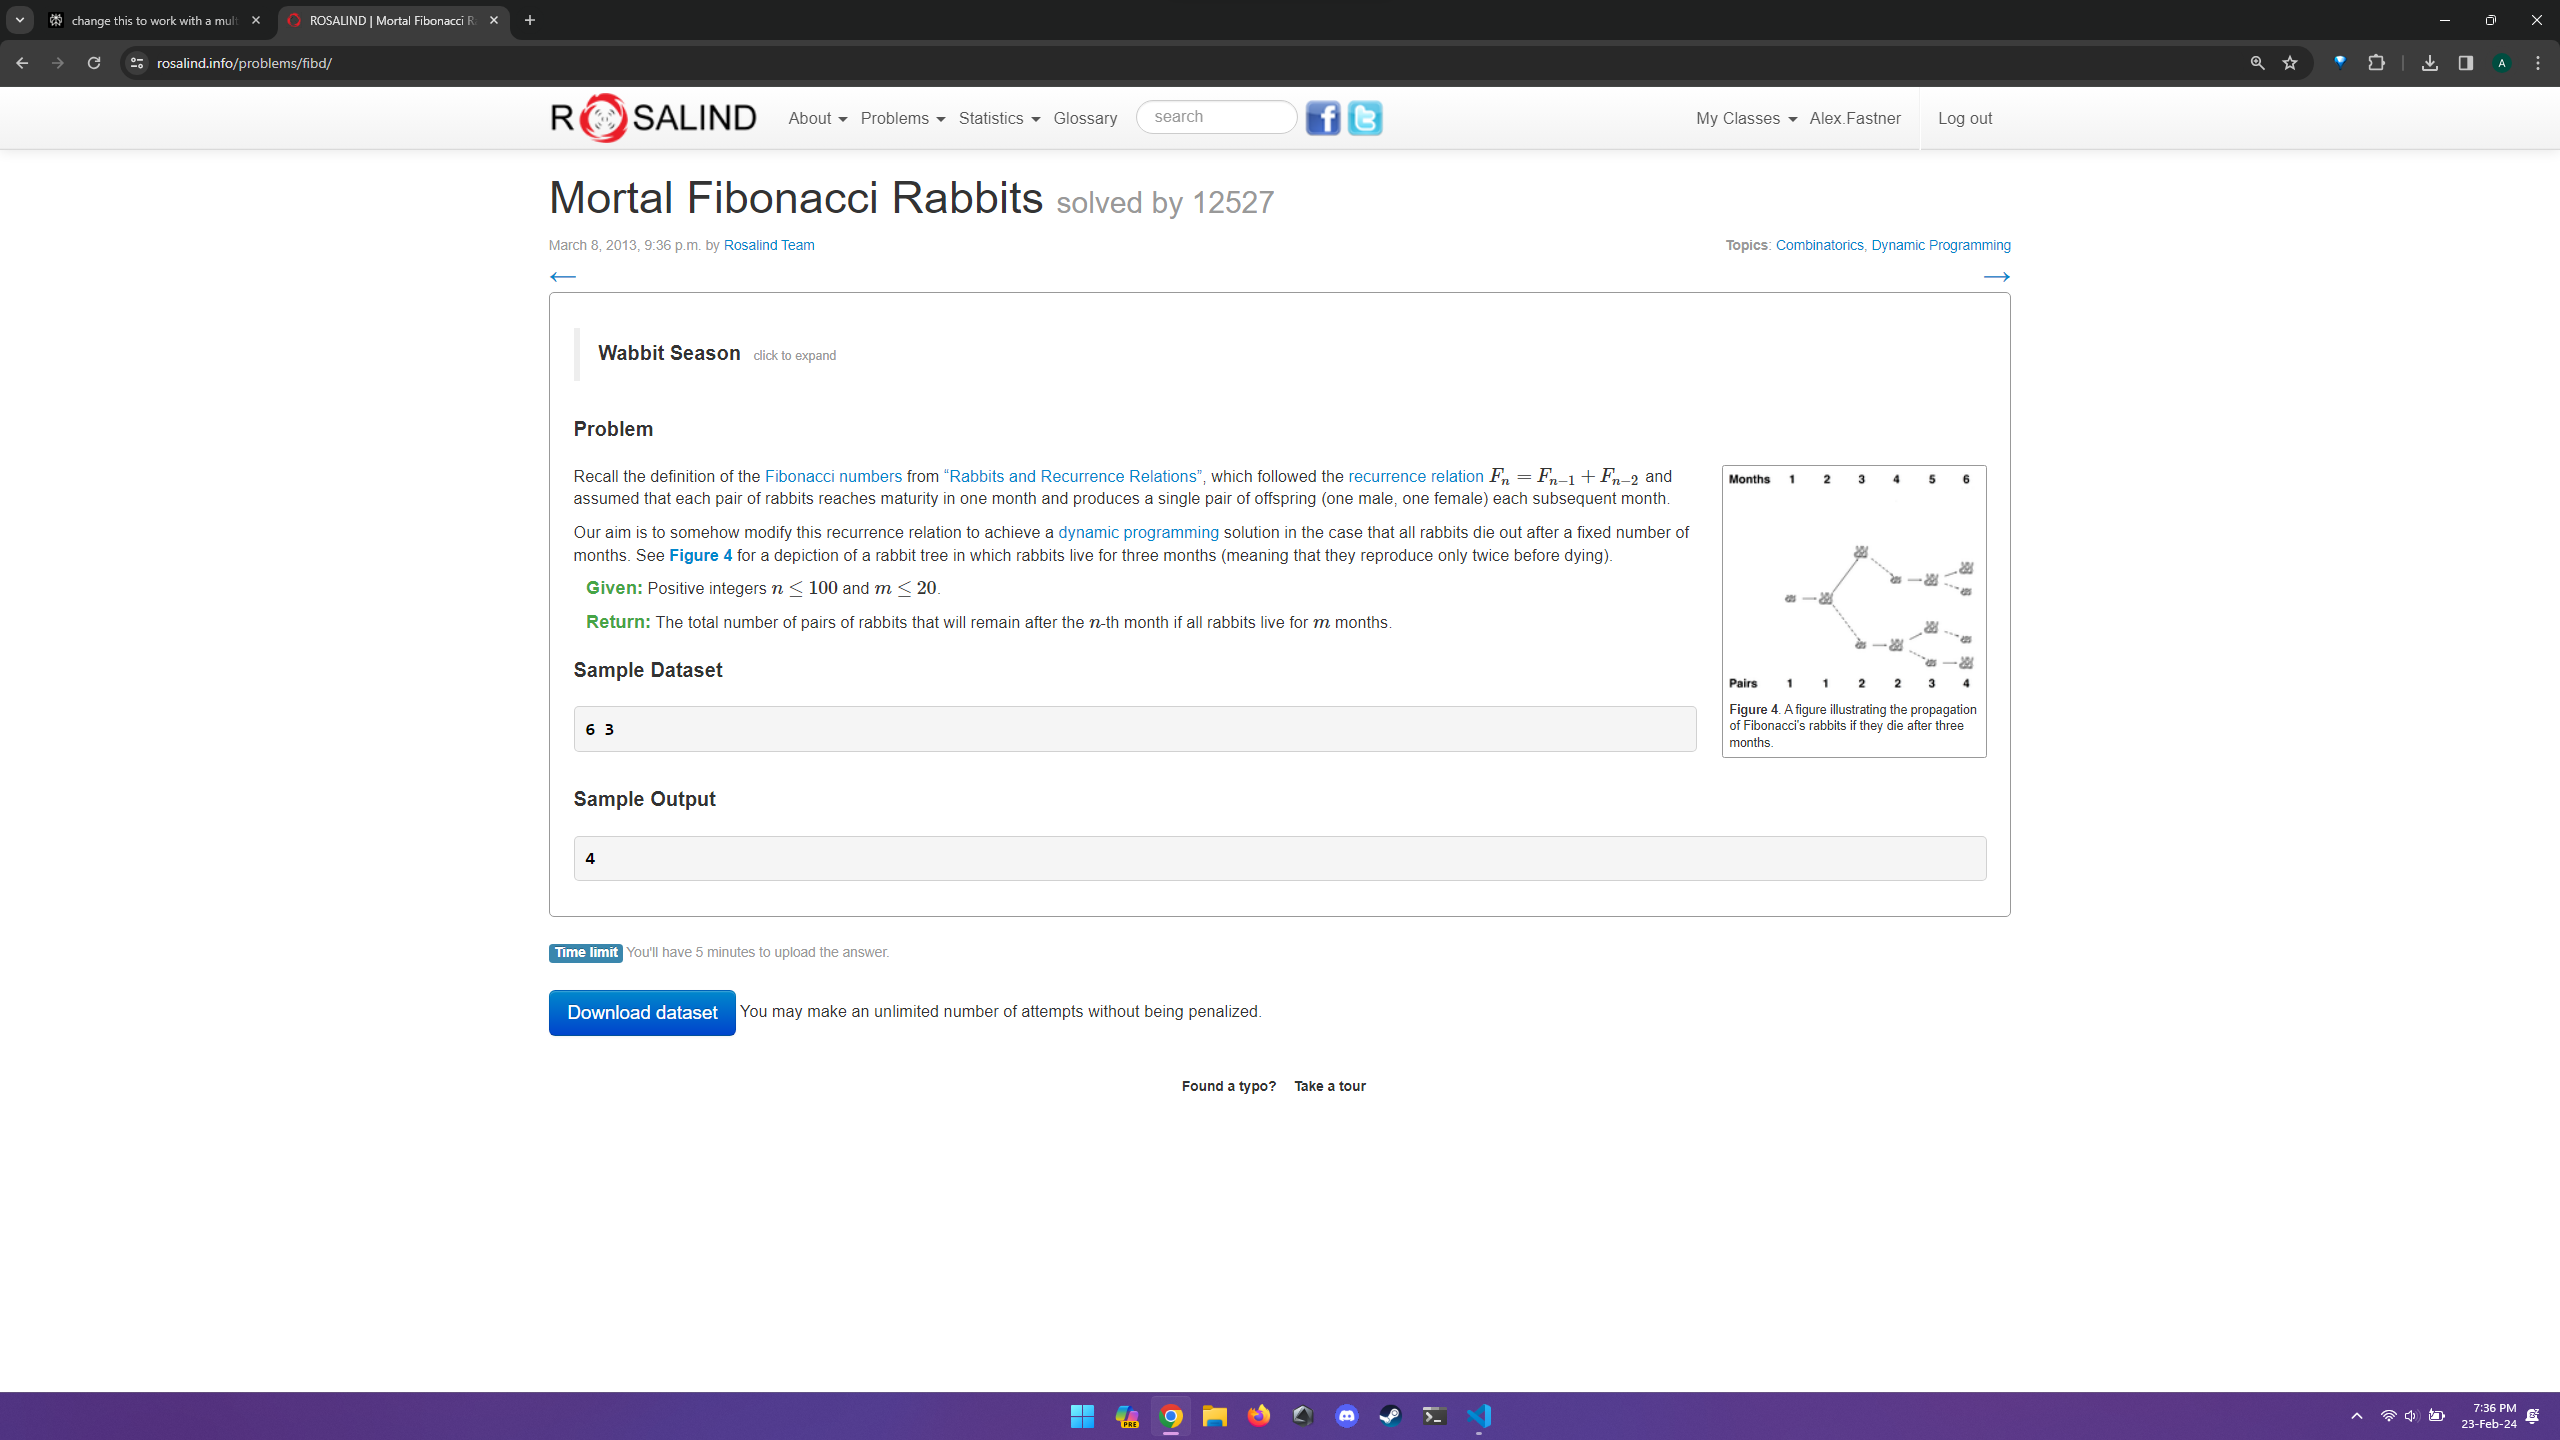 change this to work with a mult
ROSALIND | Mortal Fibonacci Ra
rosalind.info/problems/fibd/
A
ROSALIND
About
Problems
Statistics
Glossary
search
My Classes
Alex.Fastner
Log out
Mortal Fibonacci Rabbits solved by 12527
March 8, 2013, 9:36 p.m. by Rosalind Team
Topics: Combinatorics, Dynamic Programming
←
→
Wabbit Season click to expand
Problem
Recall the definition of the Fibonacci numbers from “Rabbits and Recurrence Relations”, which followed the recurrence relation Fn = Fn−1 + Fn−2 and
assumed that each pair of rabbits reaches maturity in one month and produces a single pair of offspring (one male, one female) each subsequent month.
Our aim is to somehow modify this recurrence relation to achieve a dynamic programming solution in the case that all rabbits die out after a fixed number of
months. See Figure 4 for a depiction of a rabbit tree in which rabbits live for three months (meaning that they reproduce only twice before dying).
Given: Positive integers n ≤ 100 and m ≤ 20.
Return: The total number of pairs of rabbits that will remain after the n-th month if all rabbits live for m months.
Months 1 2 3 4 5 6
Pairs 1 1 2 2 3 4
Figure 4. A figure illustrating the propagation
of Fibonacci's rabbits if they die after three
months.
Sample Dataset
6 3
Sample Output
4
Time limit You'll have 5 minutes to upload the answer.
Download dataset You may make an unlimited number of attempts without being penalized.
Found a typo? Take a tour
PRE
7:36 PM
23-Feb-24